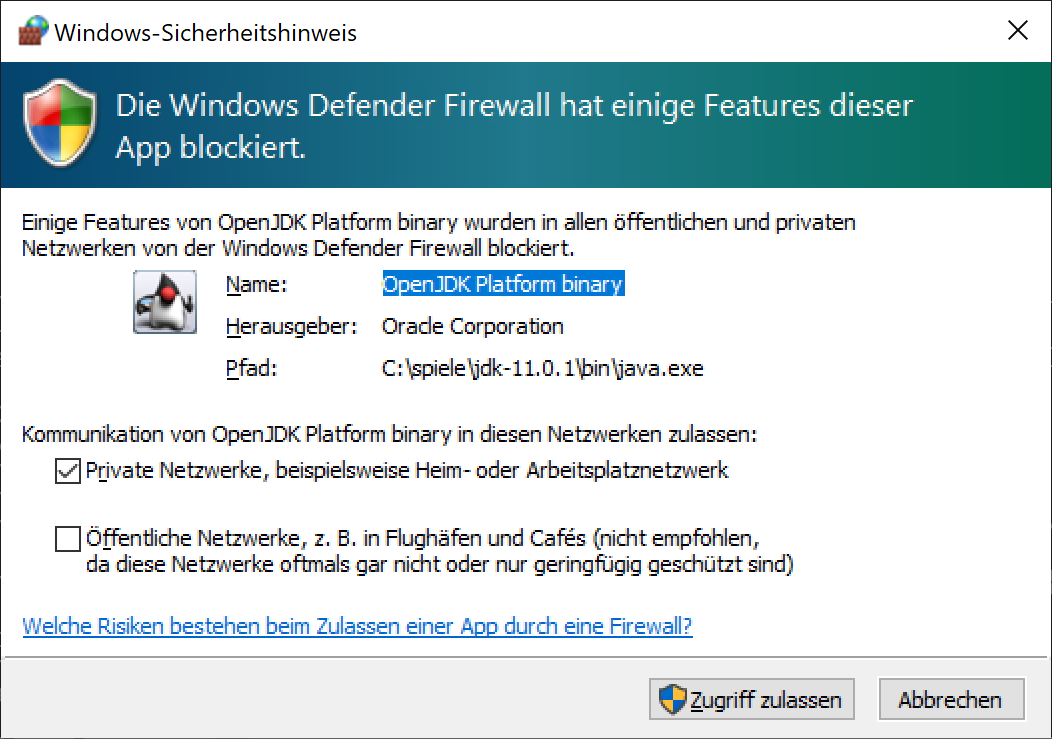 Windows-Sicherheitshinweis
Die Windows Defender Firewall hat einige Features dieser
App blockiert.
Einige Features von OpenJDK Platform binary wurden in allen öffentlichen und privaten
Netzwerken von der Windows Defender Firewall blockiert.
Name: OpenJDK Platform binary
Herausgeber: Oracle Corporation
Pfad: C:\spiele\jdk-11.0.1\bin\java.exe
Kommunikation von OpenJDK Platform binary in diesen Netzwerken zulassen:
Private Netzwerke, beispielsweise Heim- oder Arbeitsplatznetzwerk
Öffentliche Netzwerke, z. B. in Flughäfen und Cafés (nicht empfohlen,
da diese Netzwerke oftmals gar nicht oder nur geringfügig geschützt sind)
Welche Risiken bestehen beim Zulassen einer App durch eine Firewall?
Zugriff zulassen Abbrechen